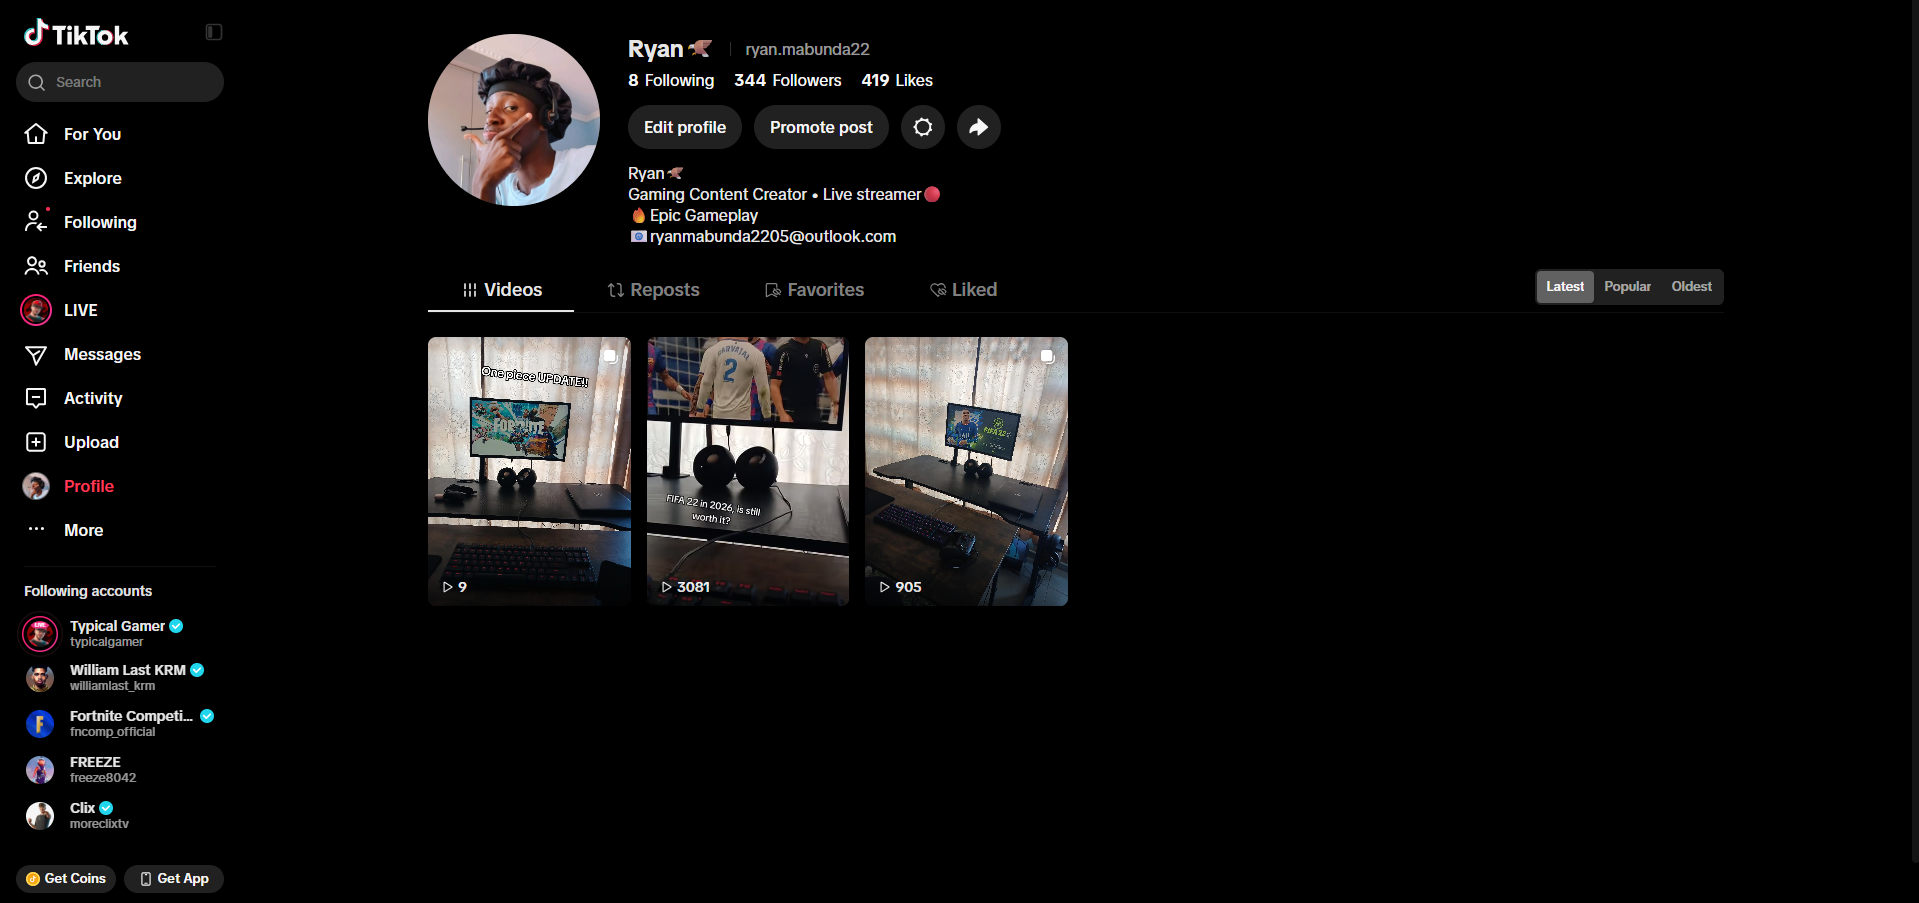 TikTok
Search
For You
Explore
Following
Friends
LIVE
Messages
Activity
Upload
Profile
More
Following accounts
Typical Gamer
typicalgamer
William Last KRM
williamlast_krm
Fortnite Competi...
fncomp_official
FREEZE
freeze8042
Clix
moreclixtv
Get Coins
Get App
Ryan
ryan.mabunda22
8 Following
344 Followers
419 Likes
Edit profile
Promote post
Ryan
Gaming Content Creator • Live streamer
Epic Gameplay
ryanmabunda2205@outlook.com
Videos
Reposts
Favorites
Liked
Latest
Popular
Oldest
One piece UPDATE!!
FORTNITE
9
CARVAJAL
2
FIFA 22 in 2026, is still
worth it?
3081
FIFA 22
905